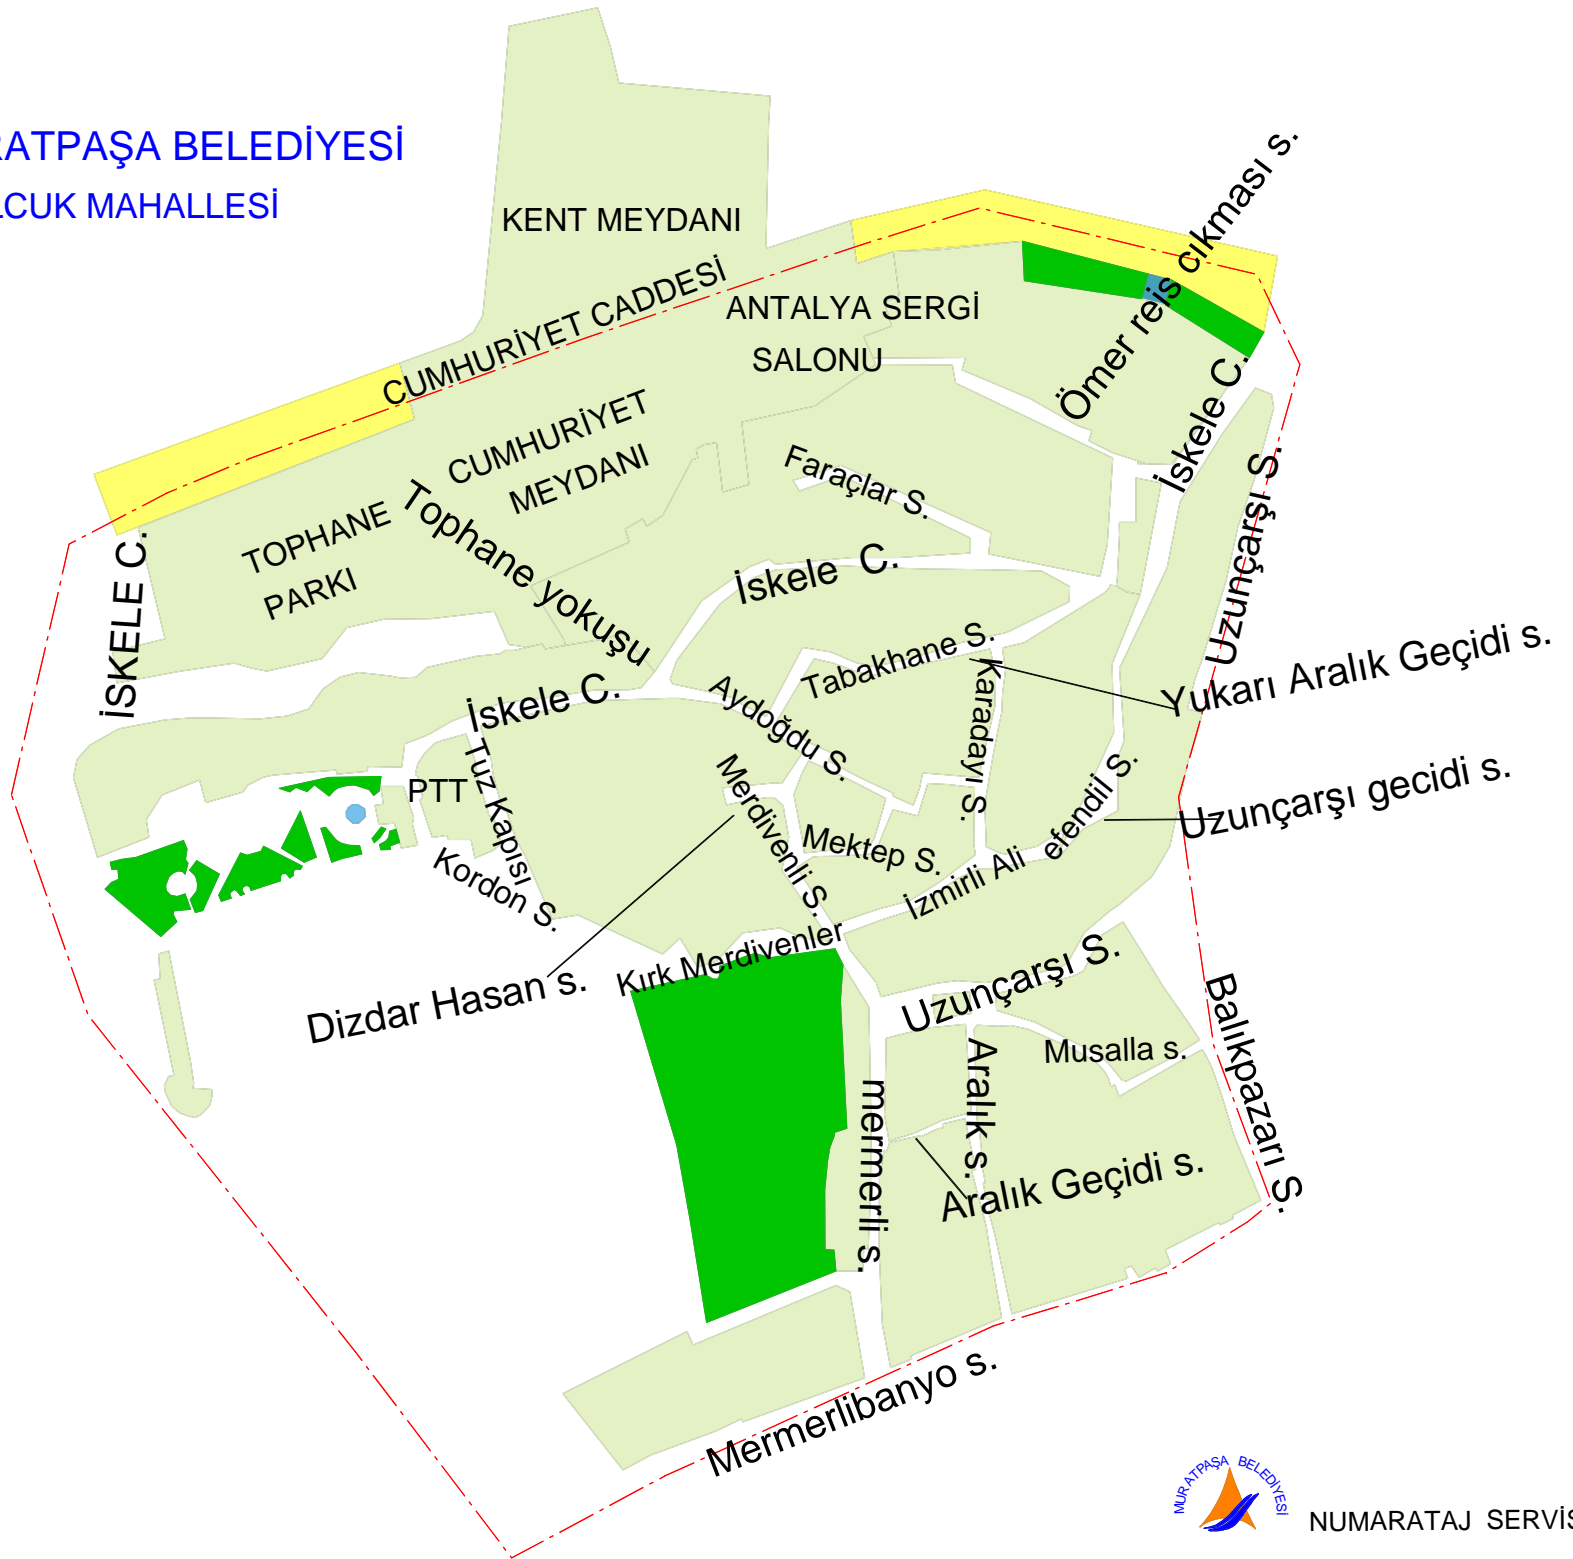 RATPAŞA BELEDİYESİ
LCUK MAHALLESİ
KENT MEYDANI
CUMHURİYET CADDESİ
ANTALYA SERGİ
SALONU
Ömer reis cıkması s.
İskele C.
CUMHURİYET
MEYDANI
TOPHANE
PARKI
Tophane yokuşu
Faraçlar S.
İSKELE C.
İskele C.
Uzunçarşı S.
Tabakhane S.
Karadayı S.
Yukarı Aralık Geçidi s.
İskele C.
Aydoğdu S.
PTT
Tuz Kapısı
Kordon S.
Merdivenli S.
Mektep S.
İzmirli Ali
efendil S.
Uzunçarşı gecidi s.
Kırk Merdivenler
Dizdar Hasan s.
Uzunçarşı S.
Musalla s.
Balıkpazarı S.
mermerli s.
Aralık s.
Aralık Geçidi s.
Mermerlibanyo s.
MURATPAŞA BELEDİYESİ
NUMARATAJ SERVİS